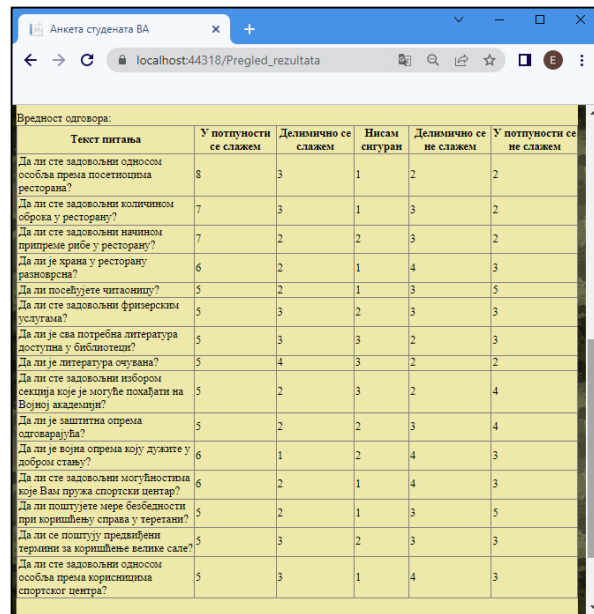 Анкета студената ВА
localhost:44318/Pregled_rezultata
E
Вредност одговора:
Текст питања У потпуности се слажем Делимично се слажем Нисам сигуран Делимично се не слажем У потпуности се не слажем
Да ли сте задовољни односом
особља према посетиоцима
ресторана? 8 3 1 2 2
Да ли сте задовољни количином
оброка у ресторану? 7 3 1 3 2
Да ли сте задовољни начином
припреме рибе у ресторану? 7 2 2 3 2
Да ли је храна у ресторану
разноврсна? 6 2 1 4 3
Да ли посећујете читаоницу? 5 2 1 3 5
Да ли сте задовољни фризерским
услугама? 5 3 2 3 3
Да ли је сва потребна литература
доступна у библиотеци? 5 3 3 2 3
Да ли је литература очувана? 5 4 3 2 2
Да ли сте задовољни избором
секција које је могуће похађати на
Војној академији? 5 2 3 2 4
Да ли је заштитна опрема
одговарајућа? 5 2 2 3 4
Да ли је војна опрема коју дужите у
добром стању? 6 1 2 4 3
Да ли сте задовољни могућностима
које Вам пружа спортски центар? 6 2 1 4 3
Да ли поштујете мере безбедности
при коришћењу справа у теретани? 5 2 1 3 5
Да ли се поштују предвиђени
термини за коришћење велике сале? 5 3 2 3 3
Да ли сте задовољни односом
особља према корисницима
спортског центра? 5 3 1 4 3